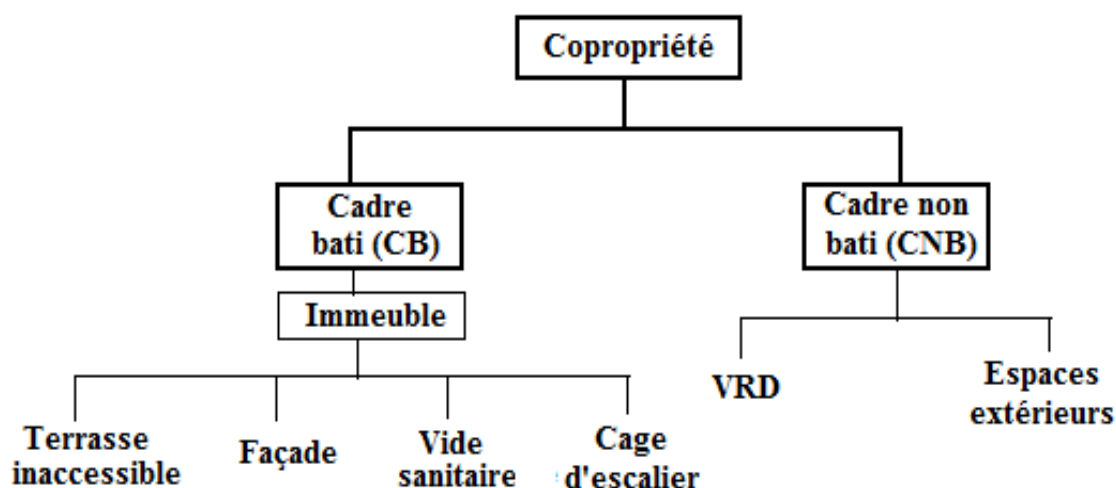 Copropriété
Cadre
bati (CB)
Cadre non
bati (CNB)
Immeuble
VRD
Espaces
extérieurs
Terrasse
inaccessible
Façade
Vide
sanitaire
Cage
d'escalier